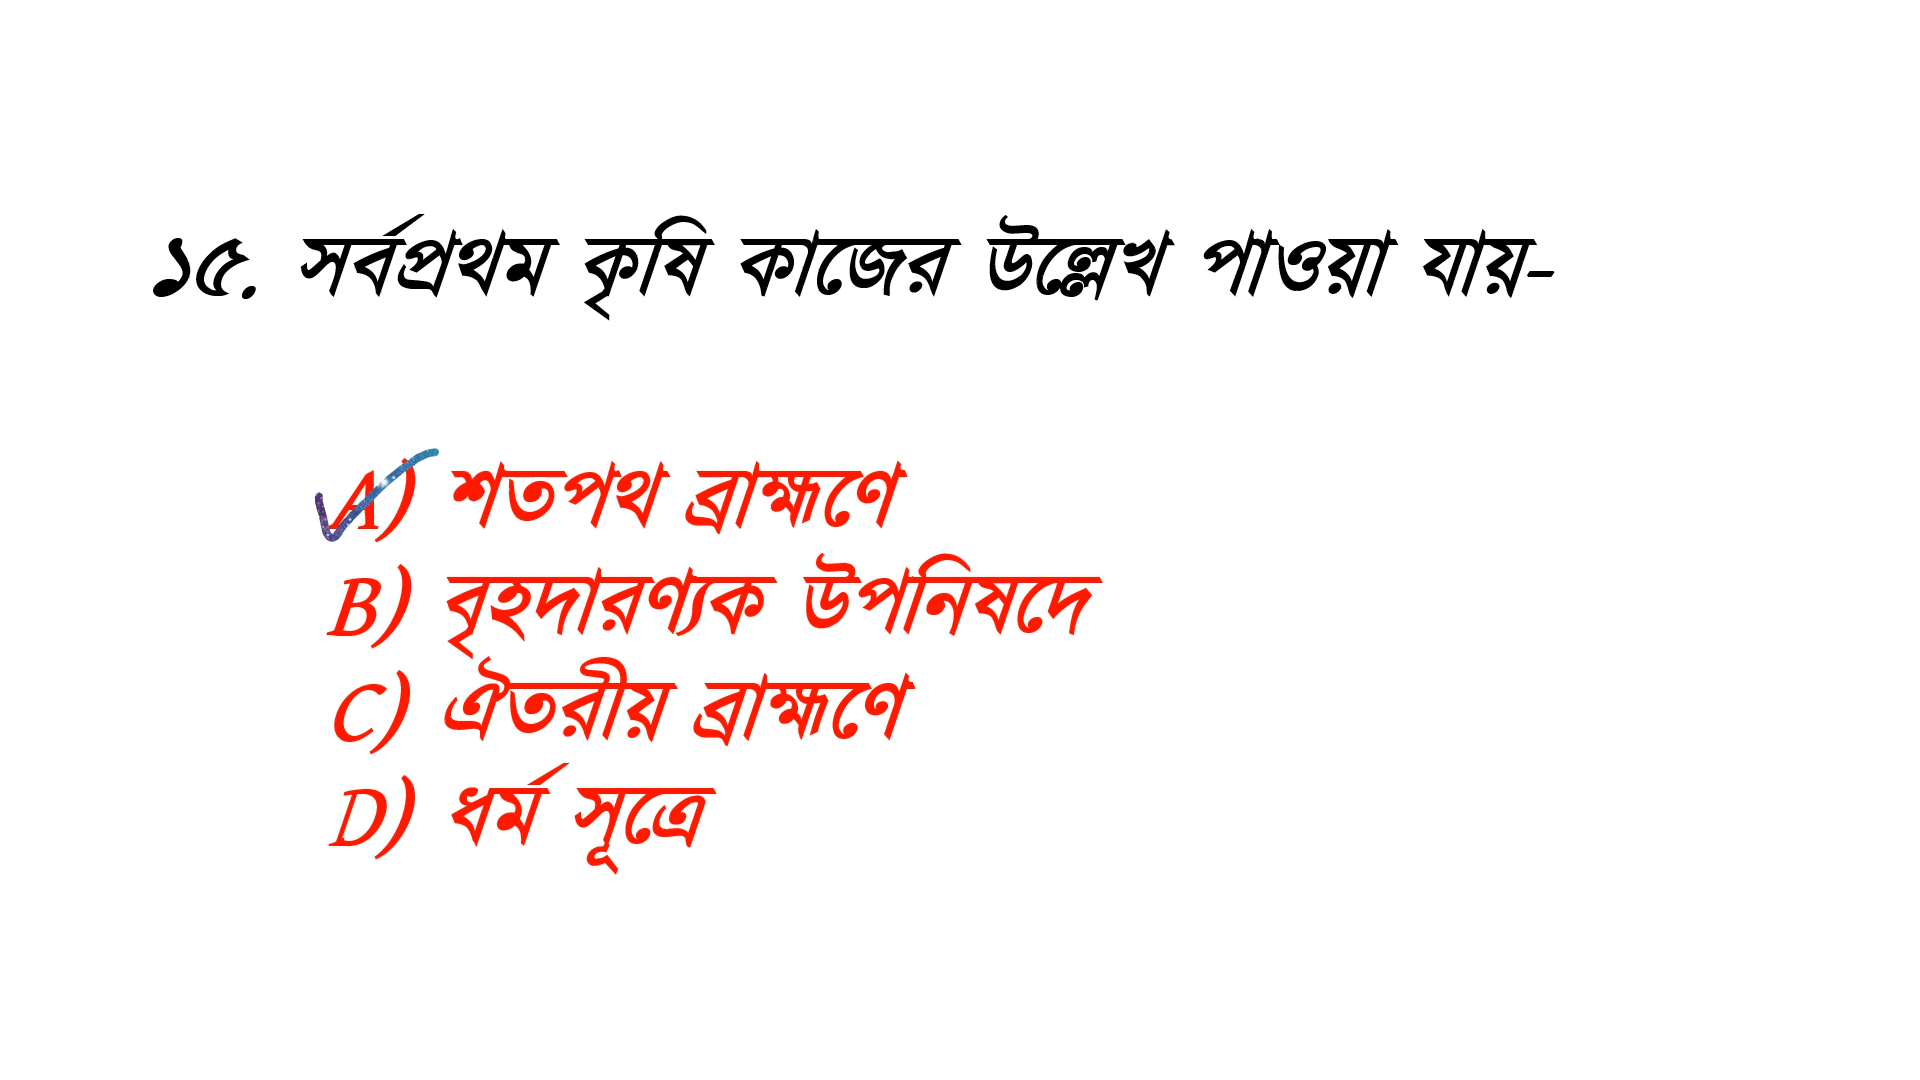 ১৫. সর্বপ্রথম কৃষি কাজের উল্লেখ পাওয়া যায়-
A) শতপথ ব্রাহ্মণে
B) বৃহদারণ্যক উপনিষদে
C) ঐতরীয় ব্রাহ্মণে
D) ধর্ম সূত্রে